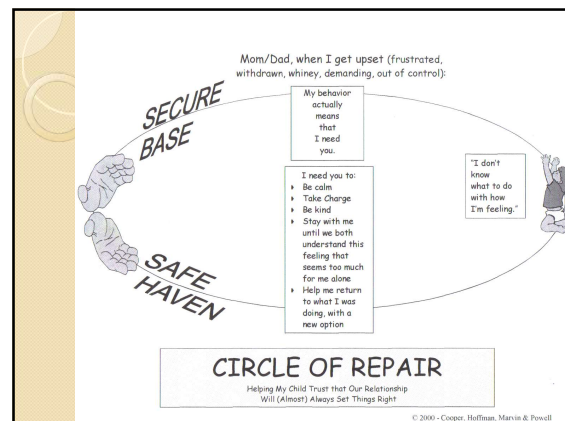 Mom/Dad, when I get upset (frustrated,
withdrawn, whiney, demanding, out of control):
SECURE
BASE
My behavior
actually
means
that
I need
you.
I need you to:
▸ Be calm
▸ Take Charge
▸ Be kind
▸ Stay with me
until we both
understand this
feeling that
seems too much
for me alone
▸ Help me return
to what I was
doing, with a
new option
"I don't
know
what to do
with how
I'm feeling."
SAFE
HAVEN
CIRCLE OF REPAIR
Helping My Child Trust that Our Relationship
Will (Almost) Always Set Things Right
© 2000 - Cooper, Hoffman, Marvin & Powell